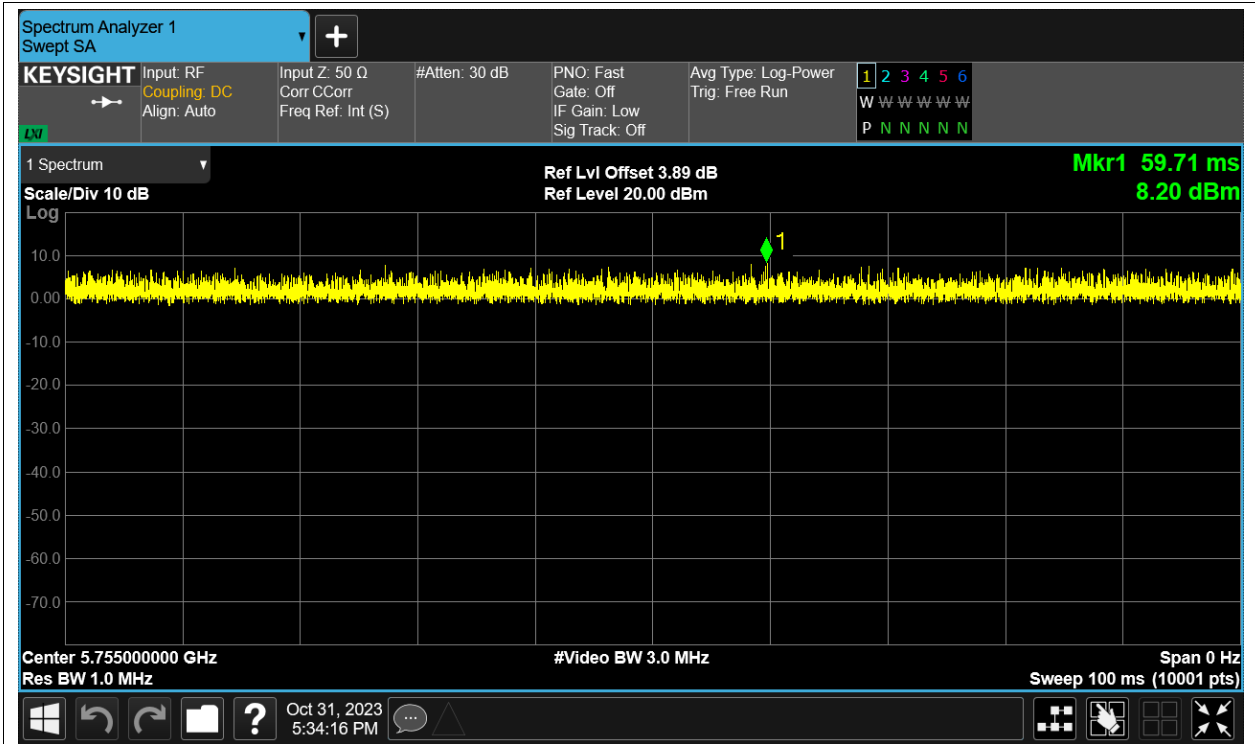 Spectrum Analyzer 1
Swept SA
KEYSIGHT
LXI
Input: RF
Coupling: DC
Align: Auto
Input Z: 50 Ω
Corr CCorr
Freq Ref: Int (S)
#Atten: 30 dB
PNO: Fast
Gate: Off
IF Gain: Low
Sig Track: Off
Avg Type: Log-Power
Trig: Free Run
1 2 3 4 5 6
W W W W W W
P N N N N N
1 Spectrum
Scale/Div 10 dB
Log
Ref Lvl Offset 3.89 dB
Ref Level 20.00 dBm
Mkr1 59.71 ms
8.20 dBm
1
10.0
0.00
-10.0
-20.0
-30.0
-40.0
-50.0
-60.0
-70.0
Center 5.755000000 GHz
Res BW 1.0 MHz
#Video BW 3.0 MHz
Span 0 Hz
Sweep 100 ms (10001 pts)
?
Oct 31, 2023
5:34:16 PM